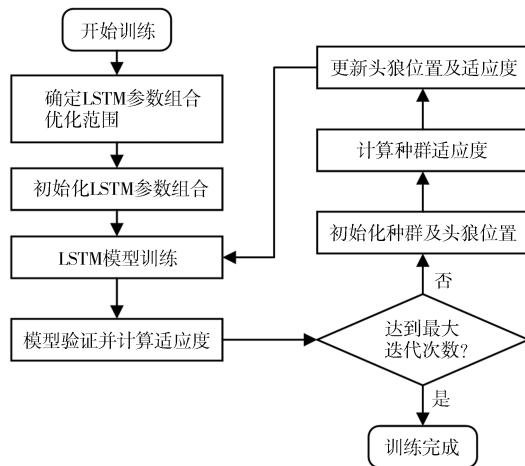 开始训练
确定LSTM参数组合
优化范围
初始化LSTM参数组合
LSTM模型训练
模型验证并计算适应度
更新头狼位置及适应度
计算种群适应度
初始化种群及头狼位置
否
达到最大
迭代次数?
是
训练完成